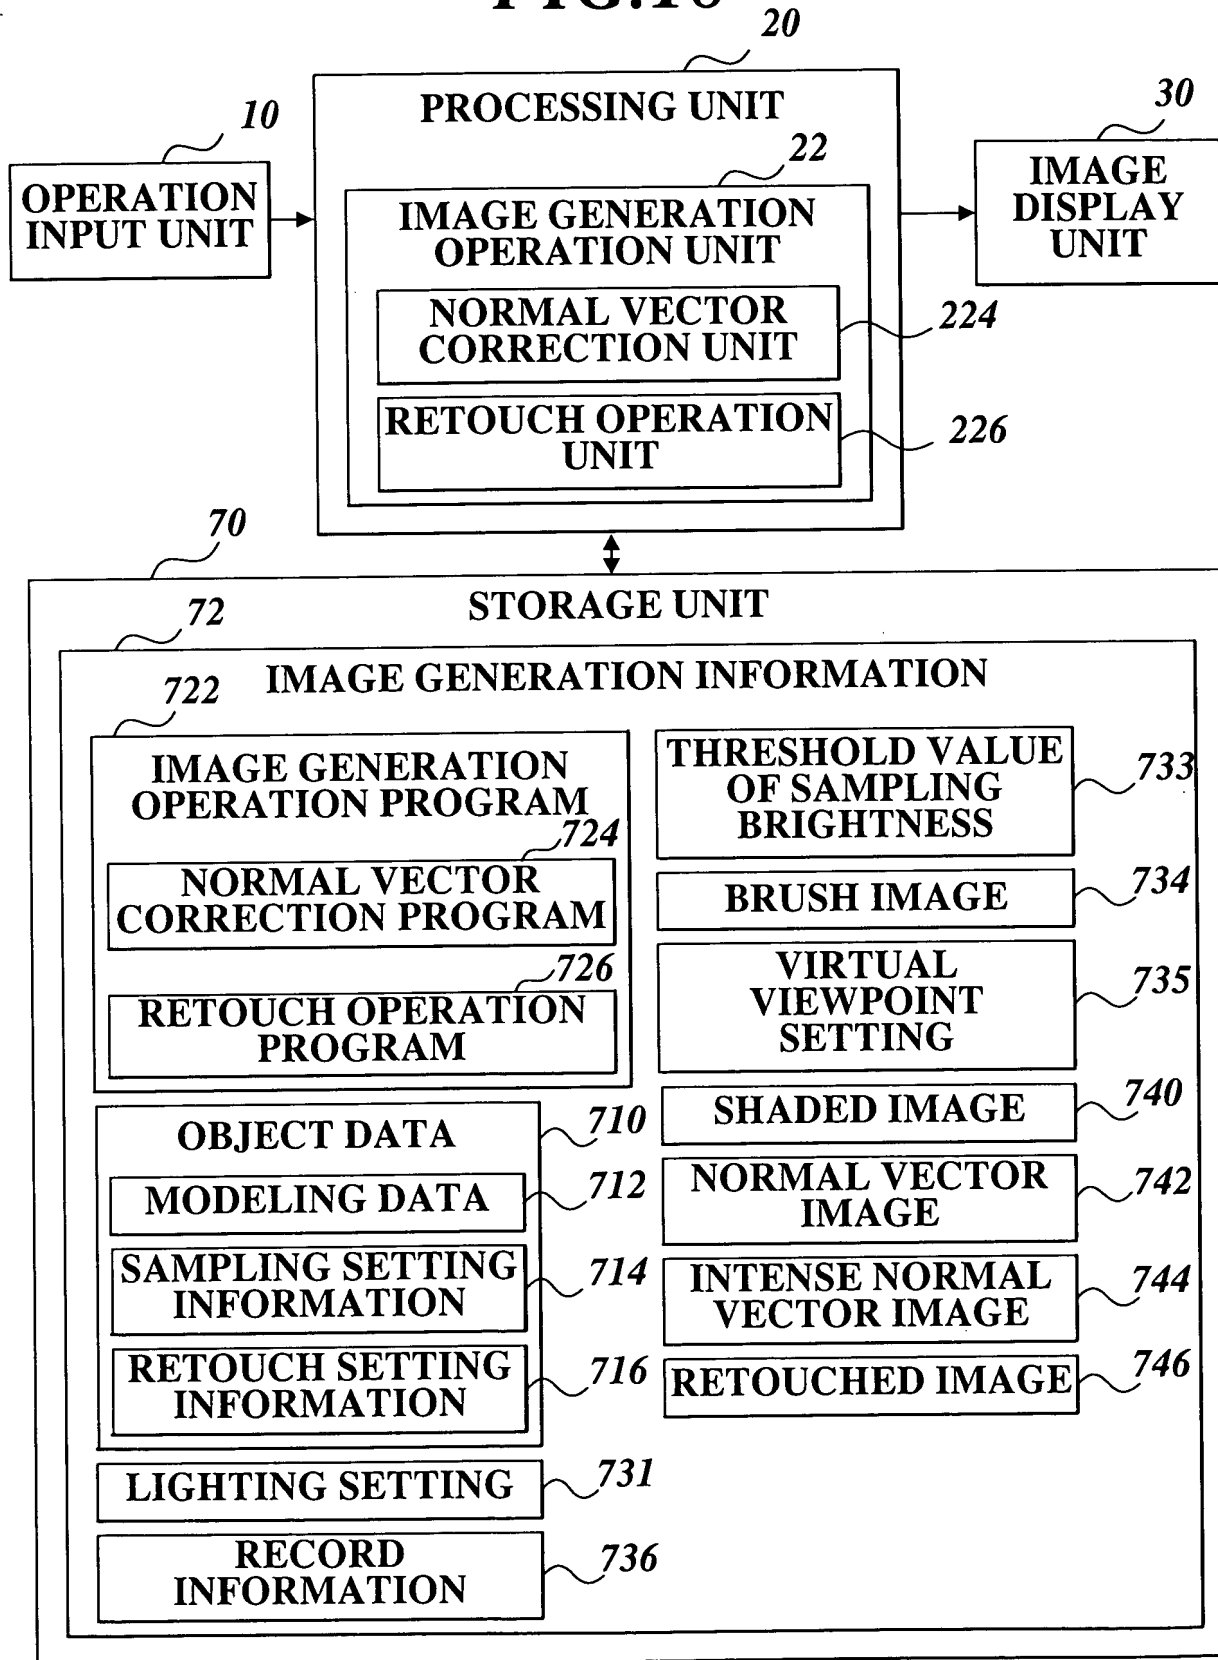 20
PROCESSING UNIT
10
30
OPERATION
INPUT UNIT
22
IMAGE GENERATION
OPERATION UNIT
IMAGE
DISPLAY
UNIT
NORMAL VECTOR
CORRECTION UNIT
224
RETOUCH OPERATION
UNIT
226
70
STORAGE UNIT
72
IMAGE GENERATION INFORMATION
722
IMAGE GENERATION
OPERATION PROGRAM
724
NORMAL VECTOR
CORRECTION PROGRAM
726
RETOUCH OPERATION
PROGRAM
OBJECT DATA
710
MODELING DATA
712
SAMPLING SETTING
INFORMATION
714
RETOUCH SETTING
INFORMATION
716
LIGHTING SETTING
731
RECORD
INFORMATION
736
THRESHOLD VALUE
OF SAMPLING
BRIGHTNESS
733
BRUSH IMAGE
734
VIRTUAL
VIEWPOINT
SETTING
735
SHADED IMAGE
740
NORMAL VECTOR
IMAGE
742
INTENSE NORMAL
VECTOR IMAGE
744
RETOUCHED IMAGE
746